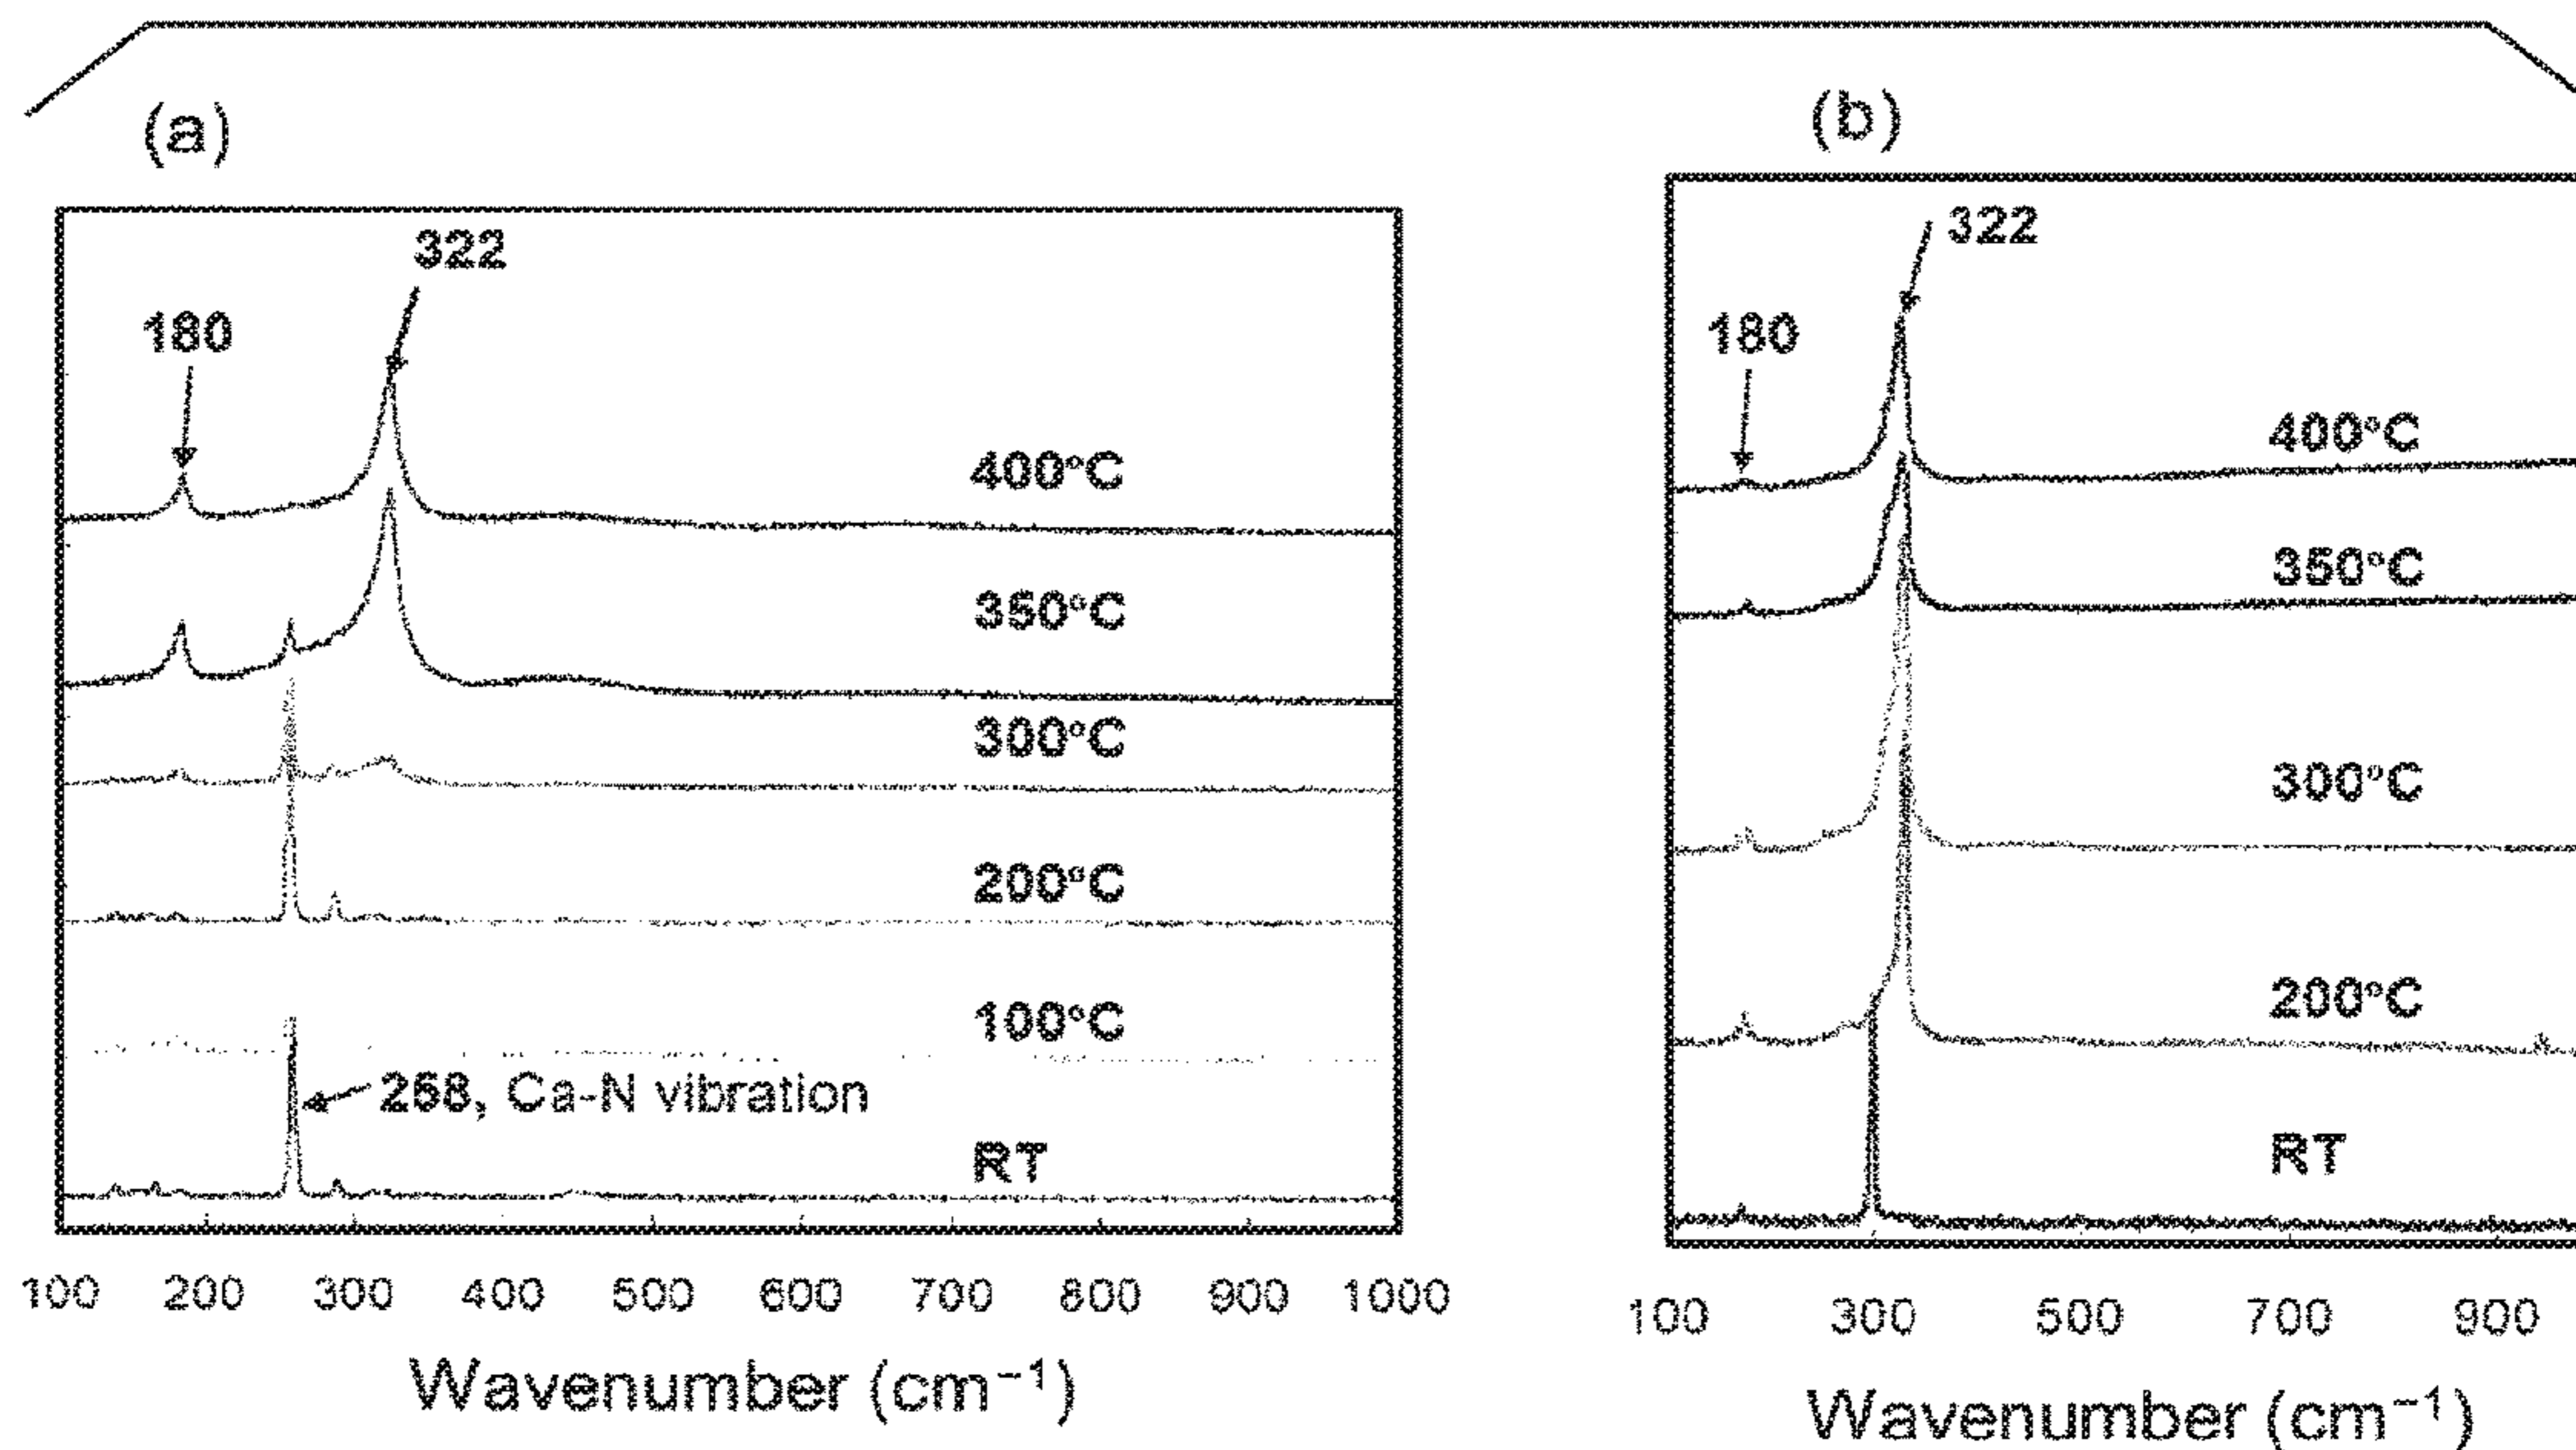 (a)
322
180
400°C
350°C
300°C
200°C
100°C
258, Ca-N vibration
RT
100 200 300 400 500 600 700 800 900 1000
Wavenumber (cm⁻¹)
(b)
322
180
400°C
350°C
300°C
200°C
RT
100 300 500 700 900
Wavenumber (cm⁻¹)